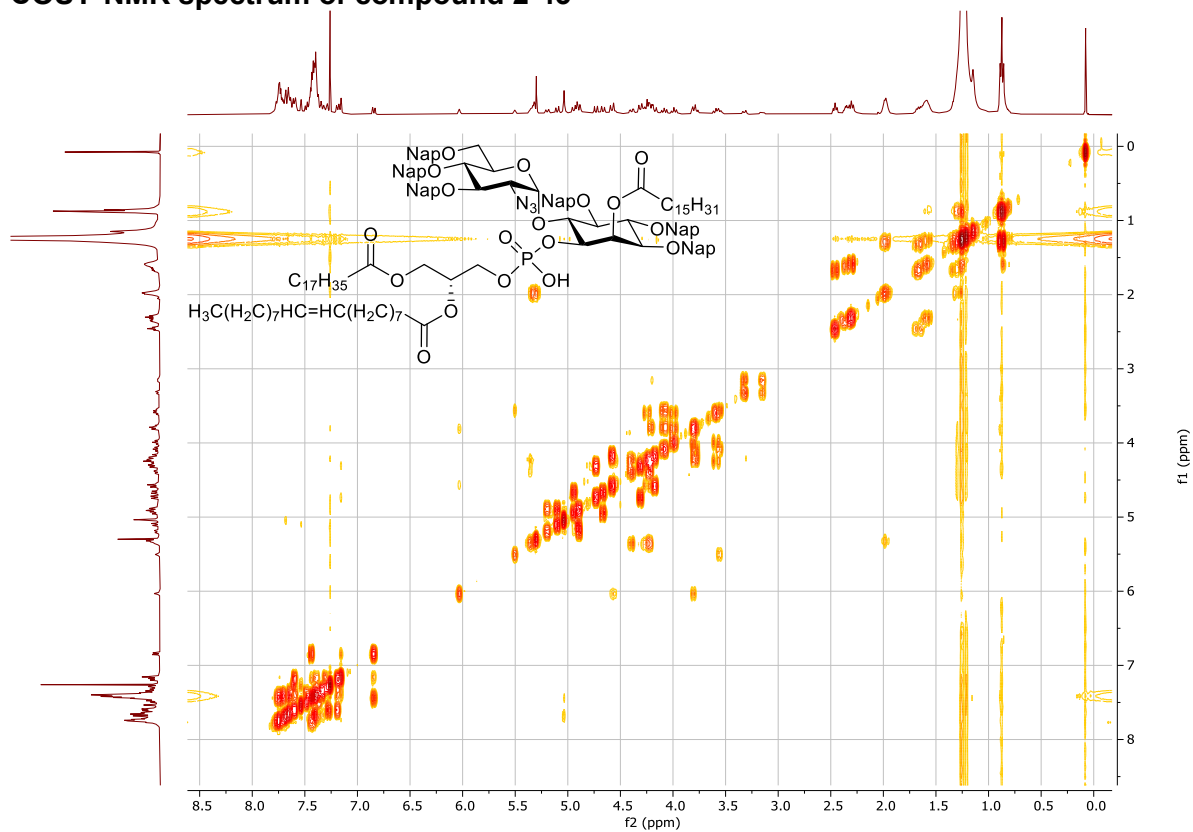 COSY NMR spectrum of compound
NapO
NapO
NapO
O
N3
NapO
O
O
C15H31
O
ONap
ONap
O
P
O
OH
O
O
C17H35
O
O
H3C(H2C)7HC=HC(H2C)7
O
0
1
2
3
4
5
6
7
8
f1 (ppm)
8.5 8.0 7.5 7.0 6.5 6.0 5.5 5.0 4.5 4.0 3.5 3.0 2.5 2.0 1.5 1.0 0.5 0.0
f2 (ppm)